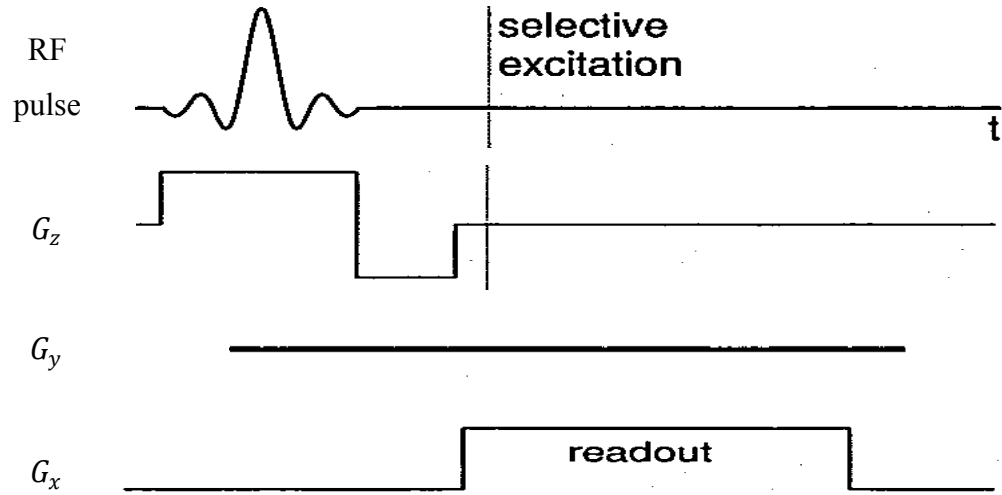 RF
pulse
selective
excitation
t
G_z
G_y
G_x
readout